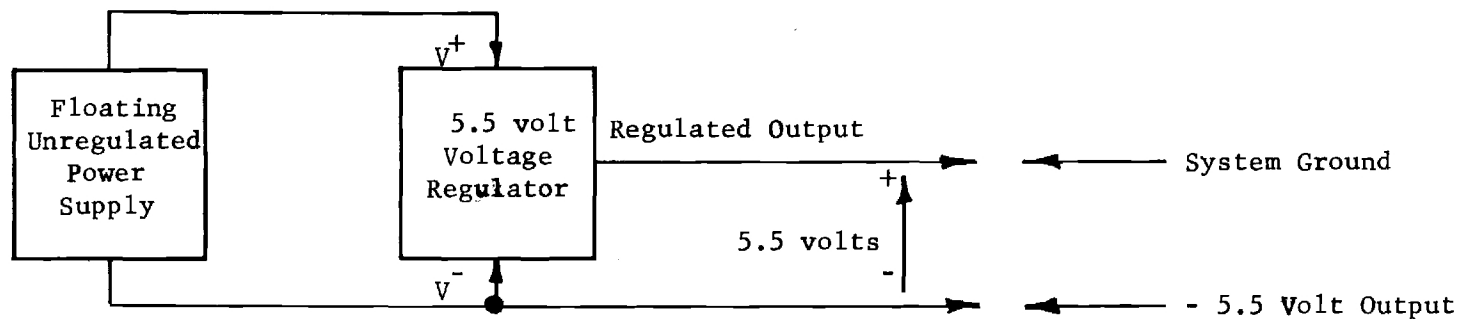 V+
Floating
Unregulated
Power
Supply
5.5 volt
Voltage
Regulator
Regulated Output
System Ground
+
5.5 volts
-
V-
- 5.5 Volt Output